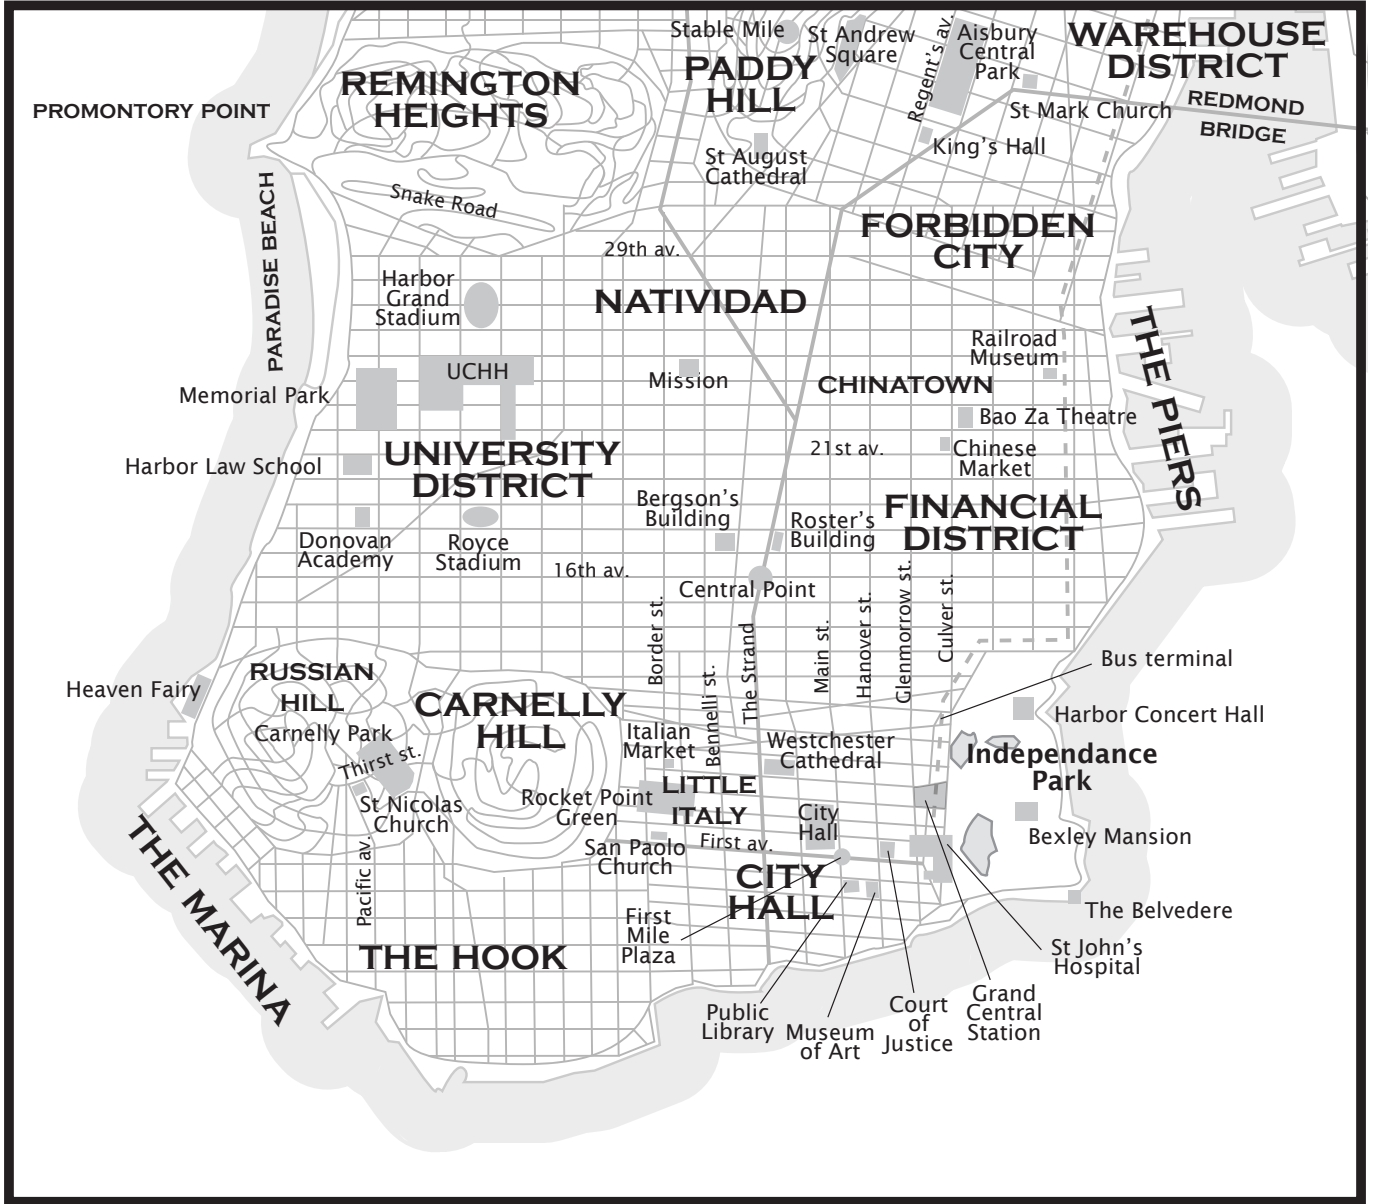 Stable Mile
St Andrew
Square
Regent's av.
Aisbury
Central
Park
WAREHOUSE
DISTRICT
REMINGTON
HEIGHTS
PADDY
HILL
PROMONTORY POINT
St Mark Church
REDMOND
BRIDGE
King's Hall
St August
Cathedral
PARADISE BEACH
Snake Road
FORBIDDEN
CITY
29th av.
Harbor
Grand
Stadium
NATIVIDAD
THE PIERS
Railroad
Museum
UCHH
Mission
CHINATOWN
Memorial Park
Bao Za Theatre
21st av.
Chinese
Market
UNIVERSITY
DISTRICT
Harbor Law School
Bergson's
Building
Roster's
Building
FINANCIAL
DISTRICT
Donovan
Academy
Royce
Stadium
16th av.
Central Point
Border st.
Bennelli st.
The Strand
Main st.
Hanover st.
Glenmorrow st.
Culver st.
Bus terminal
RUSSIAN
HILL
Heaven Fairy
CARNELLY
HILL
Harbor Concert Hall
Carnelly Park
Thirst st.
Italian
Market
Westchester
Cathedral
Independance
Park
LITTLE
ITALY
Rocket Point
Green
St Nicolas
Church
City
Hall
Bexley Mansion
San Paolo
Church
First av.
Pacific av.
THE MARINA
CITY
HALL
The Belvedere
First
Mile
Plaza
THE HOOK
St John's
Hospital
Public
Library
Museum
of Art
Court
of
Justice
Grand
Central
Station